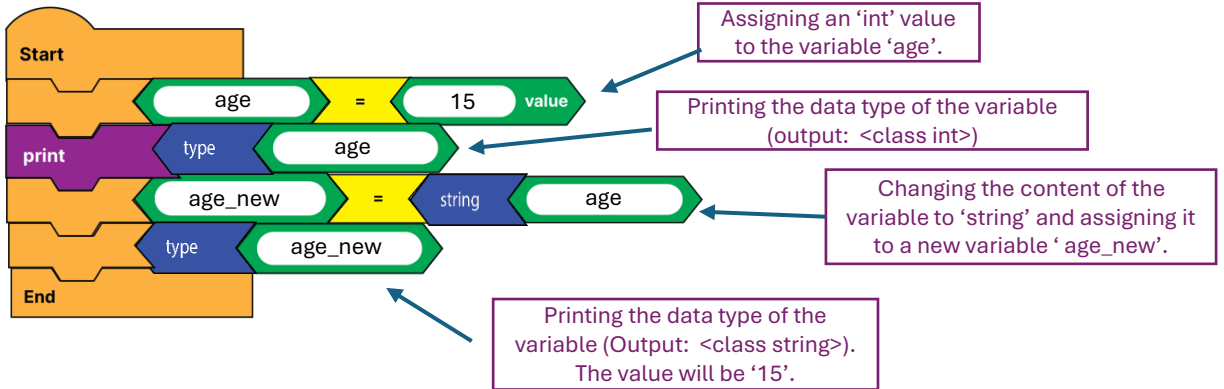 Start
age = 15 value
print type age
age_new = string age
type age_new
End
Assigning an ‘int’ value
to the variable ‘age’.
Printing the data type of the variable
(output: <class int>)
Changing the content of the
variable to ‘string’ and assigning it
to a new variable ‘ age_new’.
Printing the data type of the
variable (Output: <class string>).
The value will be ‘15’.